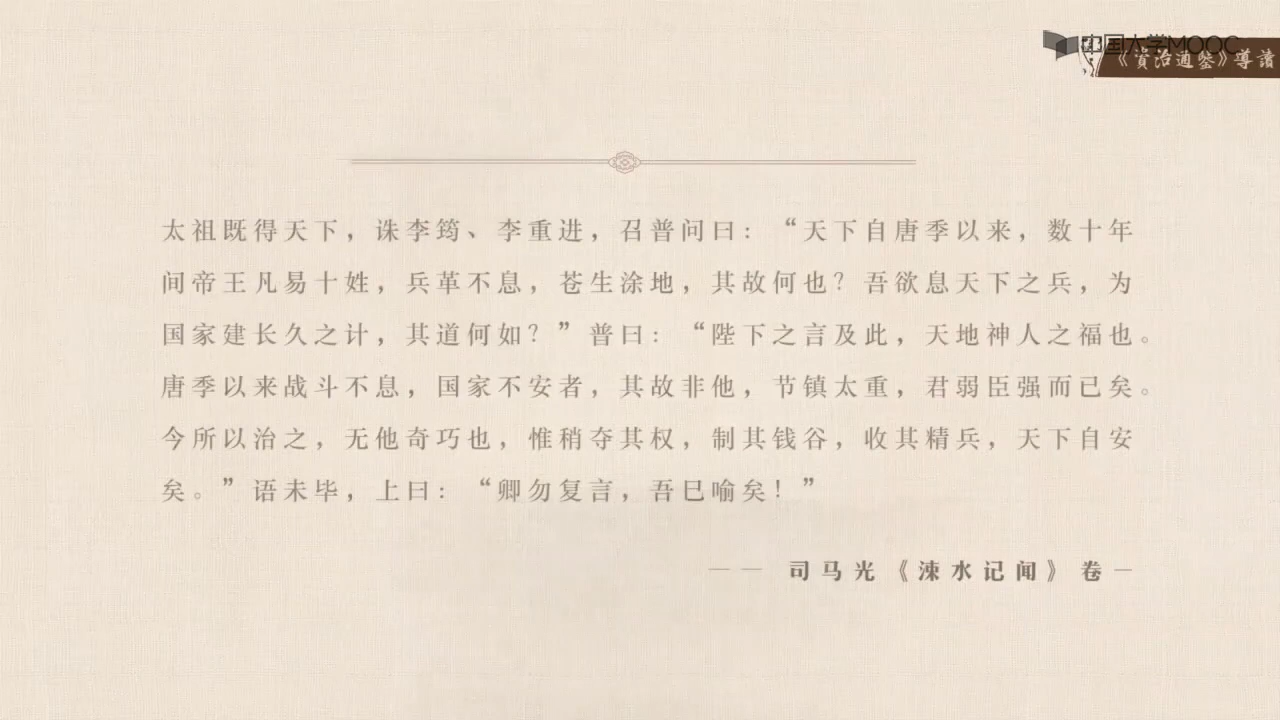 中国大学MOOC
《資治通鑒》導讀
太祖既得天下，诛李筠、李重进，召普问曰：“天下自唐季以来，数十年
间帝王凡易十姓，兵革不息，苍生涂地，其故何也？吾欲息天下之兵，为
国家建长久之计，其道何如？”普曰：“陛下之言及此，天地神人之福也。
唐季以来战斗不息，国家不安者，其故非他，节镇太重，君弱臣强而已矣。
今所以治之，无他奇巧也，惟稍夺其权，制其钱谷，收其精兵，天下自安
矣。”语未毕，上曰：“卿勿复言，吾巳喻矣！”
—— 司马光《涑水记闻》卷一